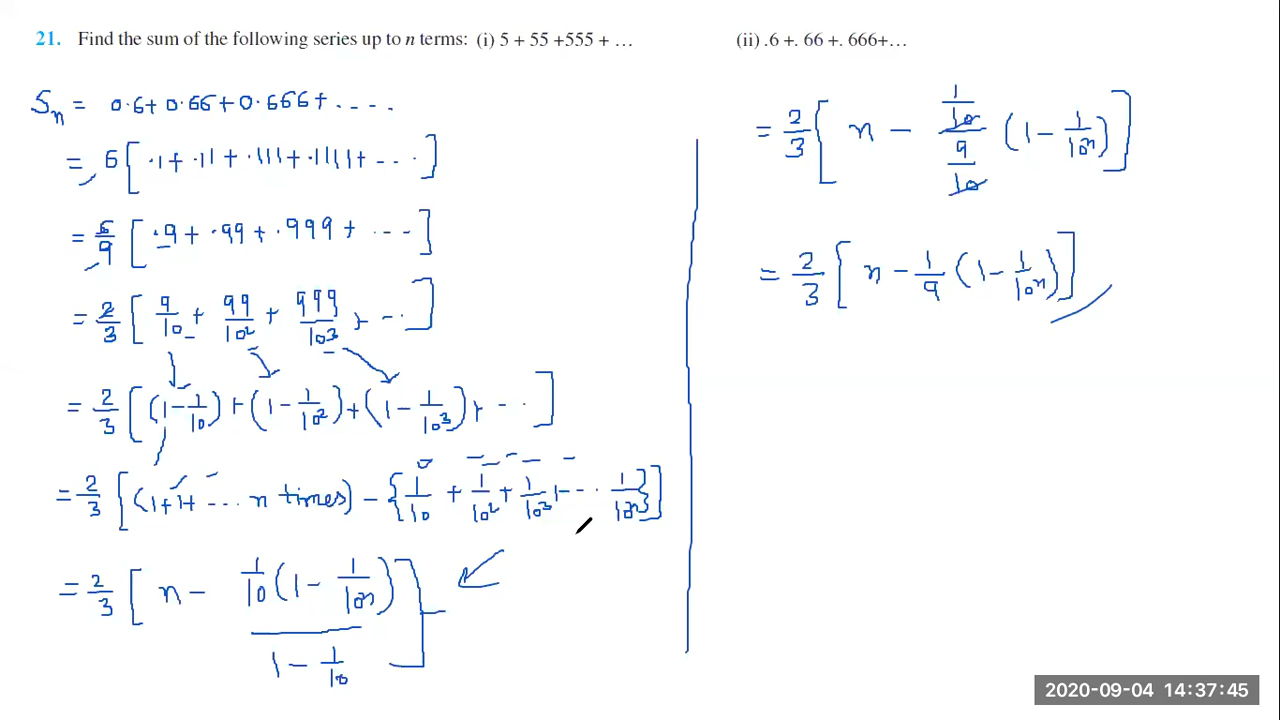 21. Find the sum of the following series up to n terms: (i) 5 + 55 +555 + … (ii) .6 +. 66 +. 666+…
Sₙ = 0.6+ 0.66+0.666+ - - - -
= 6[.1+ .11 + .111+.1111+ - - -]
= 6/9 [.9+ .99 + .999 + - - -]
= 2/3 [9/10 + 99/10² + 999/10³ + - - -]
= 2/3 [(1-1/10)+(1-1/10²)+(1-1/10³)+ - - -]
= 2/3 [(1+1+ ... n times) - {1/10 + 1/10² + 1/10³ + - - - 1/10ⁿ}]
= 2/3 [n - (1/10(1 - 1/10ⁿ))/(1 - 1/10)]
= 2/3 [n - (1/10)/(9/10) (1 - 1/10ⁿ)]
= 2/3 [n - 1/9 (1 - 1/10ⁿ)]
2020-09-04 14:37:45